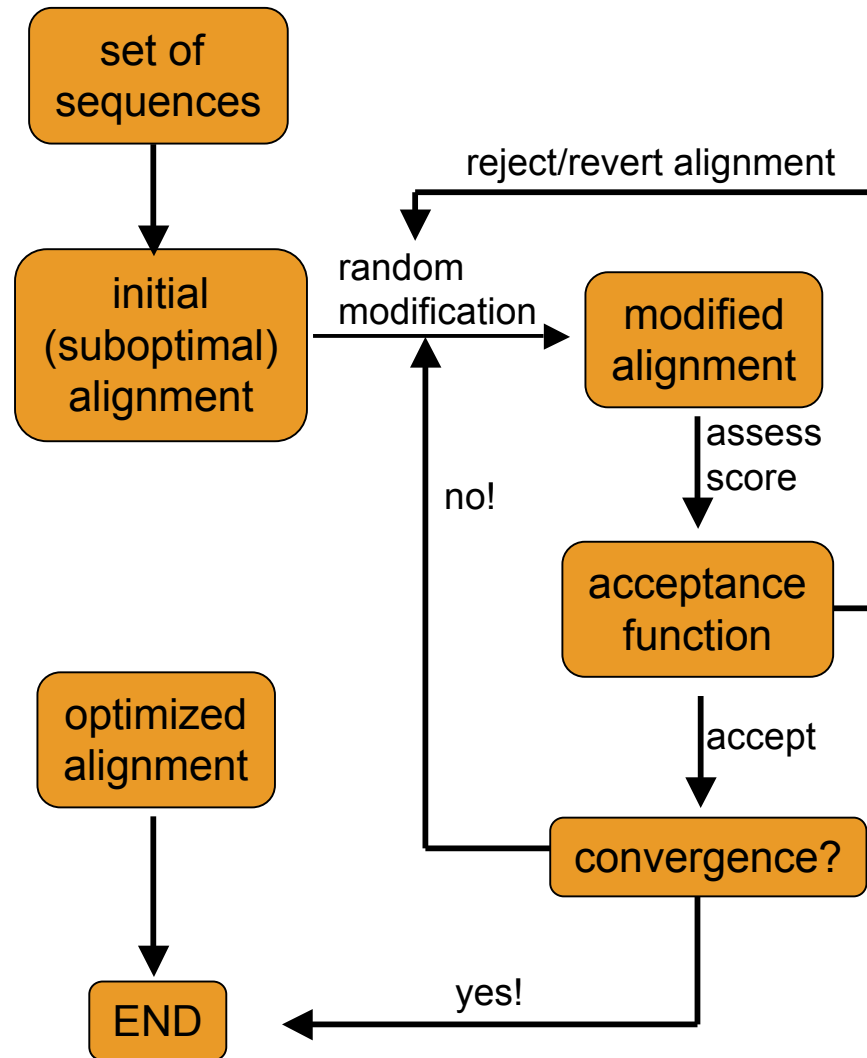 set of
sequences
reject/revert alignment
initial
(suboptimal)
alignment
random
modification
modified
alignment
assess
score
no!
acceptance
function
optimized
alignment
accept
convergence?
yes!
END